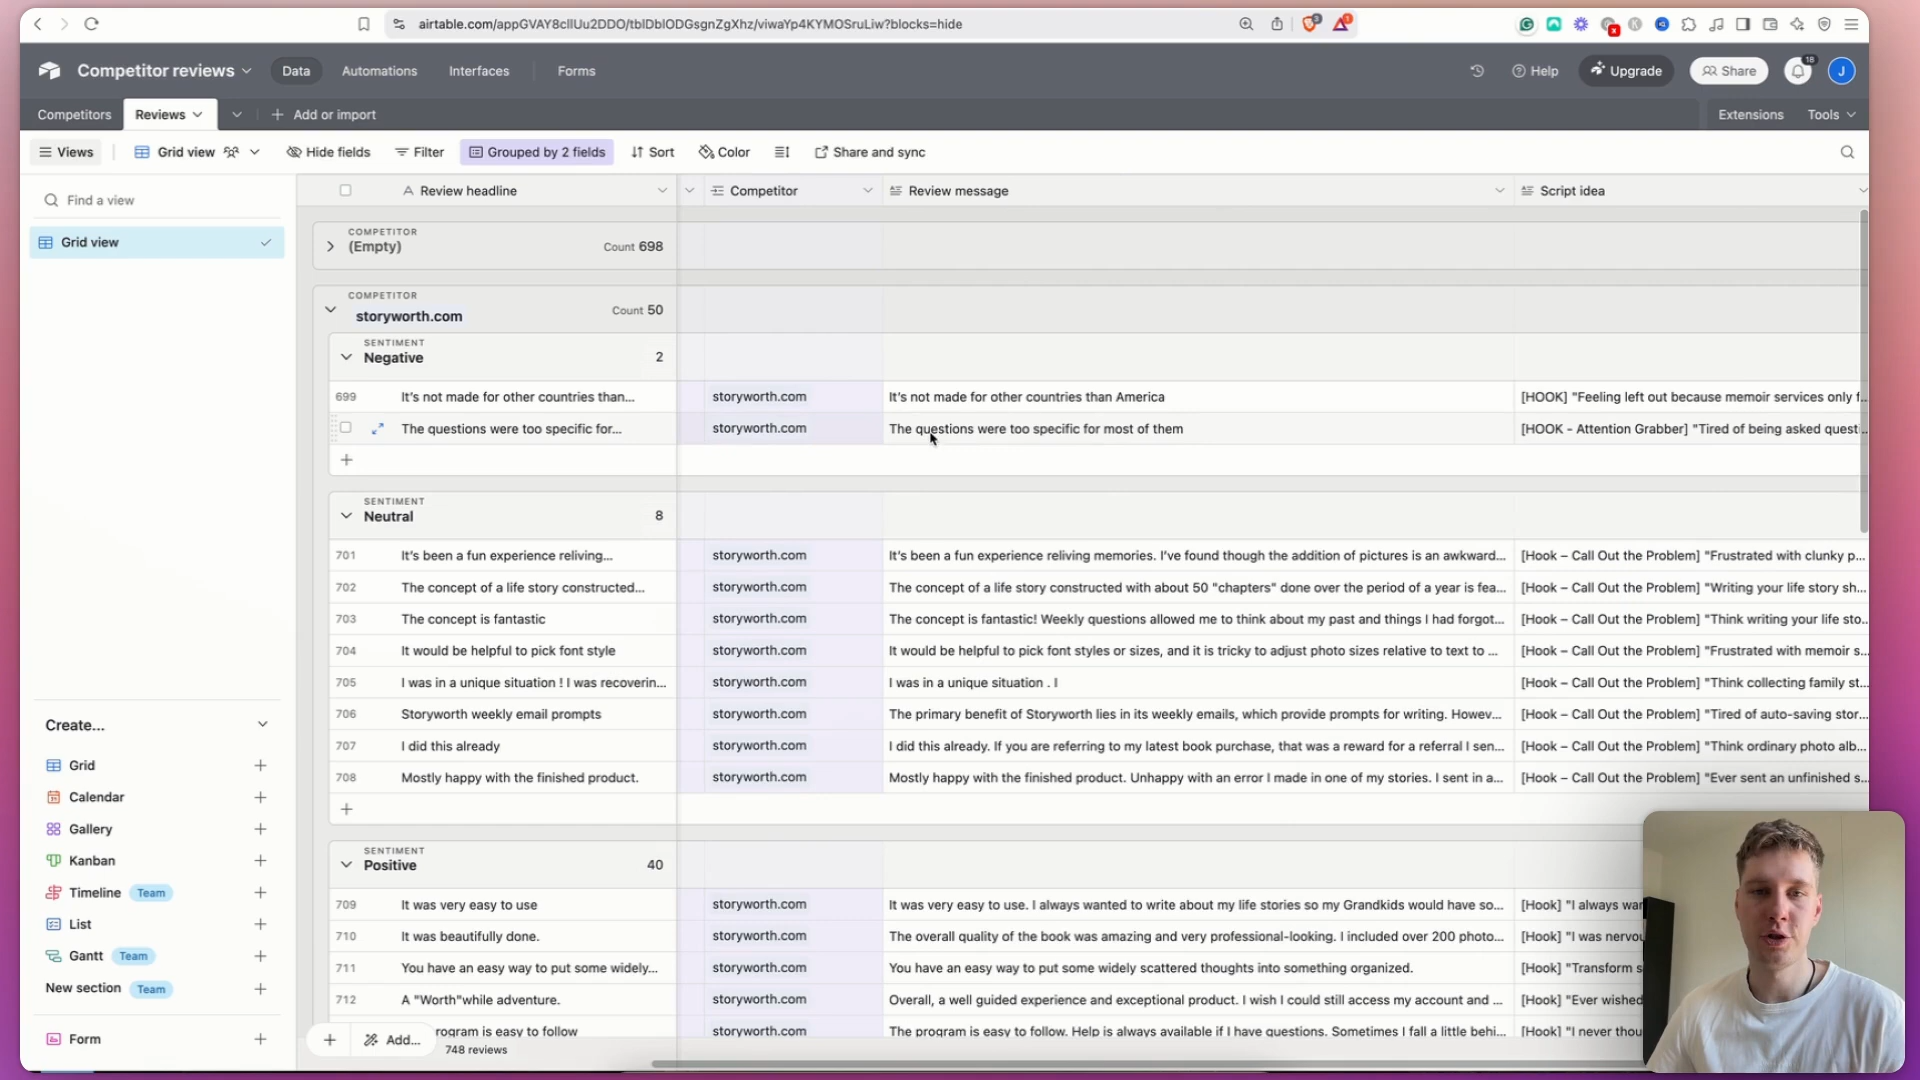 airtable.com/appGVAY8cllUu2DDO/tblDblODGsgnZgXhz/viwaYp4KYMOSruLiw?blocks=hide
Competitor reviews
Data
Automations
Interfaces
Forms
Help
Upgrade
Share
18
J
Competitors
Reviews
Add or import
Extensions
Tools
Views
Grid view
Hide fields
Filter
Grouped by 2 fields
Sort
Color
Share and sync
Find a view
Grid view
Review headline
Competitor
Review message
Script idea
COMPETITOR
(Empty)
Count 698
COMPETITOR
storyworth.com
Count 50
SENTIMENT
Negative
2
699 It's not made for other countries than... storyworth.com It's not made for other countries than America [HOOK] "Feeling left out because memoir services only f...
The questions were too specific for... storyworth.com The questions were too specific for most of them [HOOK - Attention Grabber] "Tired of being asked quest...
SENTIMENT
Neutral
8
701 It's been a fun experience reliving... storyworth.com It's been a fun experience reliving memories. I've found though the addition of pictures is an awkward... [Hook – Call Out the Problem] "Frustrated with clunky p...
702 The concept of a life story constructed... storyworth.com The concept of a life story constructed with about 50 "chapters" done over the period of a year is fea... [Hook – Call Out the Problem] "Writing your life story sh...
703 The concept is fantastic storyworth.com The concept is fantastic! Weekly questions allowed me to think about my past and things I had forgot... [Hook – Call Out the Problem] "Think writing your life sto...
704 It would be helpful to pick font style storyworth.com It would be helpful to pick font styles or sizes, and it is tricky to adjust photo sizes relative to text to ... [Hook – Call Out the Problem] "Frustrated with memoir s...
705 I was in a unique situation ! I was recoverin... storyworth.com I was in a unique situation . I [Hook – Call Out the Problem] "Think collecting family st...
706 Storyworth weekly email prompts storyworth.com The primary benefit of Storyworth lies in its weekly emails, which provide prompts for writing. Howev... [Hook – Call Out the Problem] "Tired of auto-saving stor...
707 I did this already storyworth.com I did this already. If you are referring to my latest book purchase, that was a reward for a referral I sen... [Hook – Call Out the Problem] "Think ordinary photo alb...
708 Mostly happy with the finished product. storyworth.com Mostly happy with the finished product. Unhappy with an error I made in one of my stories. I sent in a... [Hook – Call Out the Problem] "Ever sent an unfinished s...
SENTIMENT
Positive
40
709 It was very easy to use storyworth.com It was very easy to use. I always wanted to write about my life stories so my Grandkids would have so... [Hook] "I always wan
710 It was beautifully done. storyworth.com The overall quality of the book was amazing and very professional-looking. I included over 200 photo... [Hook] "I was nervou
711 You have an easy way to put some widely... storyworth.com You have an easy way to put some widely scattered thoughts into something organized. [Hook] "Transform s
712 A "Worth"while adventure. storyworth.com Overall, a well guided experience and exceptional product. I wish I could still access my account and ... [Hook] "Ever wished
rogram is easy to follow storyworth.com The program is easy to follow. Help is always available if I have questions. Sometimes I fall a little behi... [Hook] "I never thou
Add...
748 reviews
Create...
Grid
Calendar
Gallery
Kanban
Timeline Team
List
Gantt Team
New section Team
Form